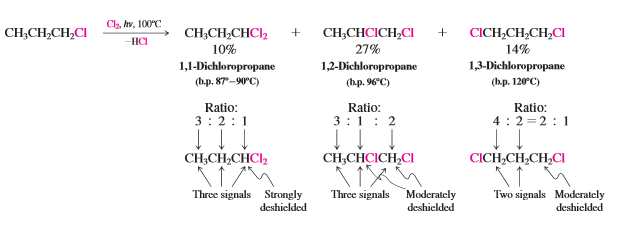 CH₃CH₂CH₂Cl Cl₂, hν, 100°C −HCl CH₃CH₂CHCl₂ + CH₃CHClCH₂Cl + ClCH₂CH₂CH₂Cl
10% 27% 14%
1,1-Dichloropropane 1,2-Dichloropropane 1,3-Dichloropropane
(b.p. 87°–90°C) (b.p. 96°C) (b.p. 120°C)
Ratio: Ratio: Ratio:
3 : 2 : 1 3 : 1 : 2 4 : 2 = 2 : 1
CH₃CH₂CHCl₂ CH₃CHClCH₂Cl ClCH₂CH₂CH₂Cl
Three signals Strongly Three signals Moderately Two signals Moderately
deshielded deshielded deshielded